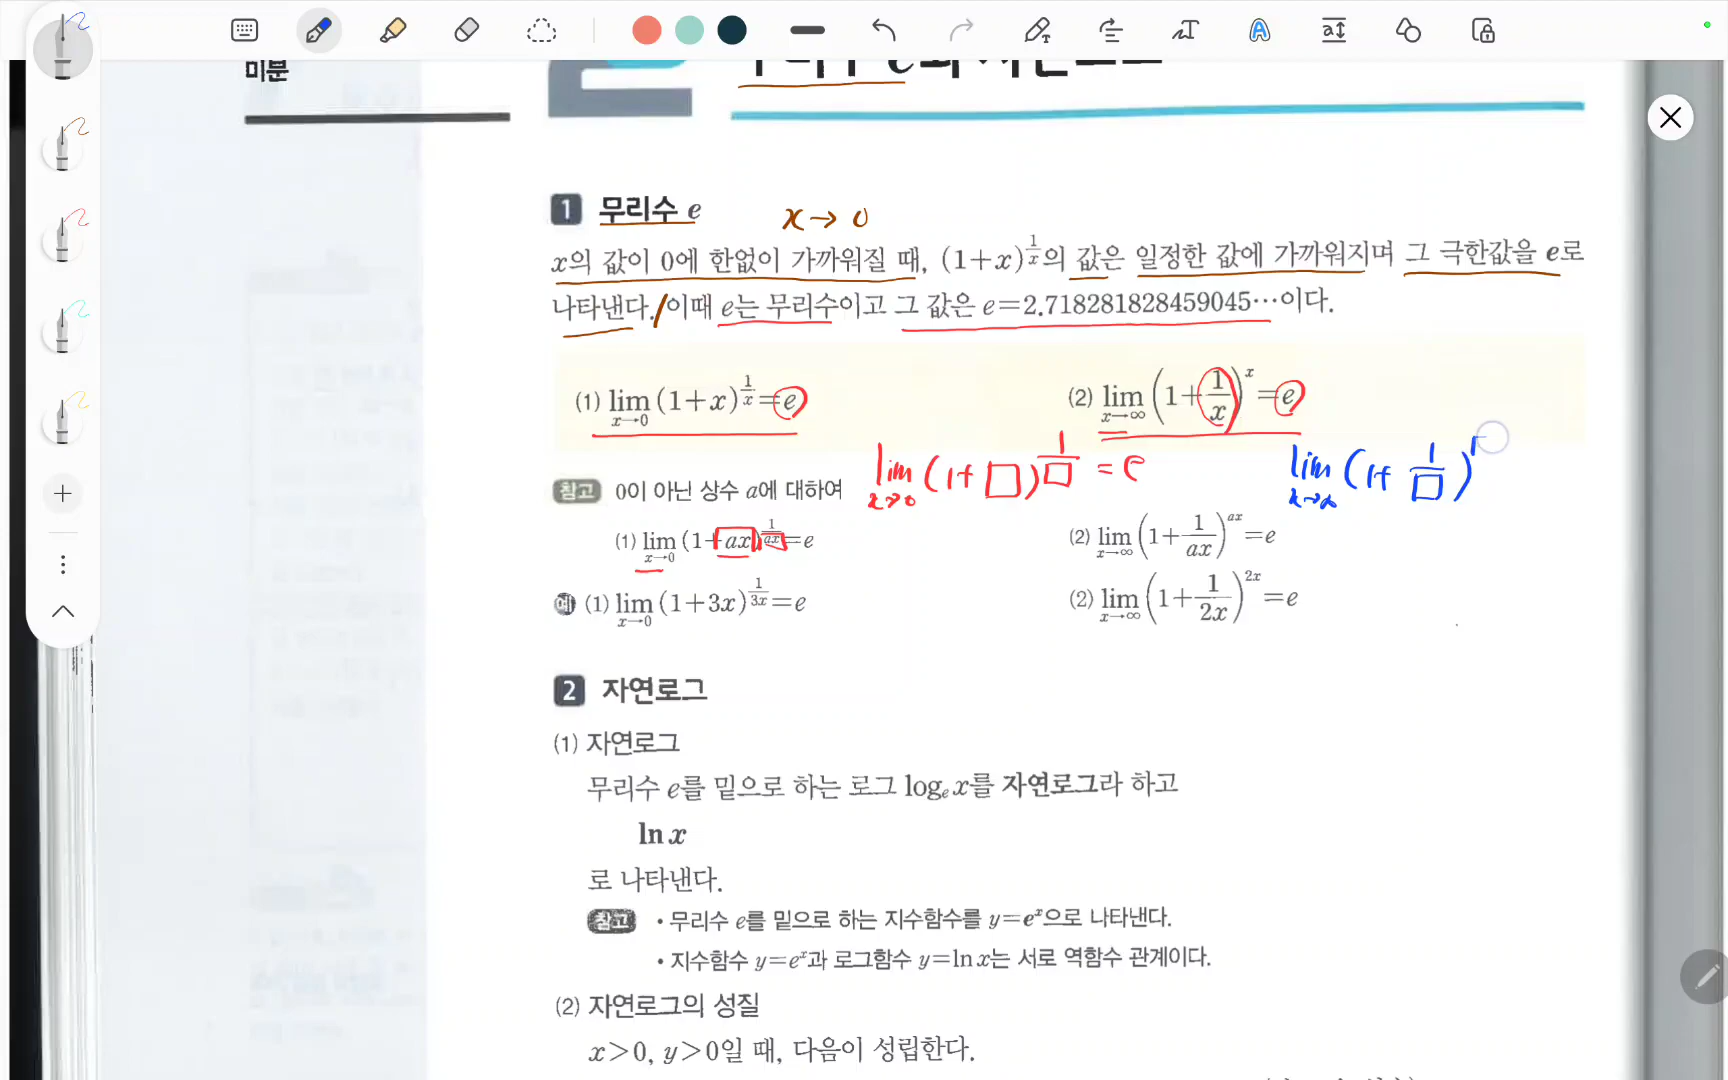 미분
1 무리수 e
x → 0
x의 값이 0에 한없이 가까워질 때, (1+x)^{1/x}의 값은 일정한 값에 가까워지며 그 극한값을 e로
나타낸다. / 이때 e는 무리수이고 그 값은 e=2.718281828459045⋯이다.
(1) lim_{x→0} (1+x)^{1/x}=e
(2) lim_{x→∞} (1+1/x)^x=e
lim_{x→0} (1+□)^{1/□} = e
lim_{x→∞} (1+1/□)
참고 0이 아닌 상수 a에 대하여
(1) lim_{x→0} (1+ax)^{1/ax}=e
(2) lim_{x→∞} (1+1/ax)^{ax}=e
예 (1) lim_{x→0} (1+3x)^{1/3x}=e
(2) lim_{x→∞} (1+1/2x)^{2x}=e
2 자연로그
(1) 자연로그
무리수 e를 밑으로 하는 로그 log_e x를 자연로그라 하고
ln x
로 나타낸다.
참고 • 무리수 e를 밑으로 하는 지수함수를 y=e^x으로 나타낸다.
• 지수함수 y=e^x과 로그함수 y=ln x는 서로 역함수 관계이다.
(2) 자연로그의 성질
x>0, y>0일 때, 다음이 성립한다.